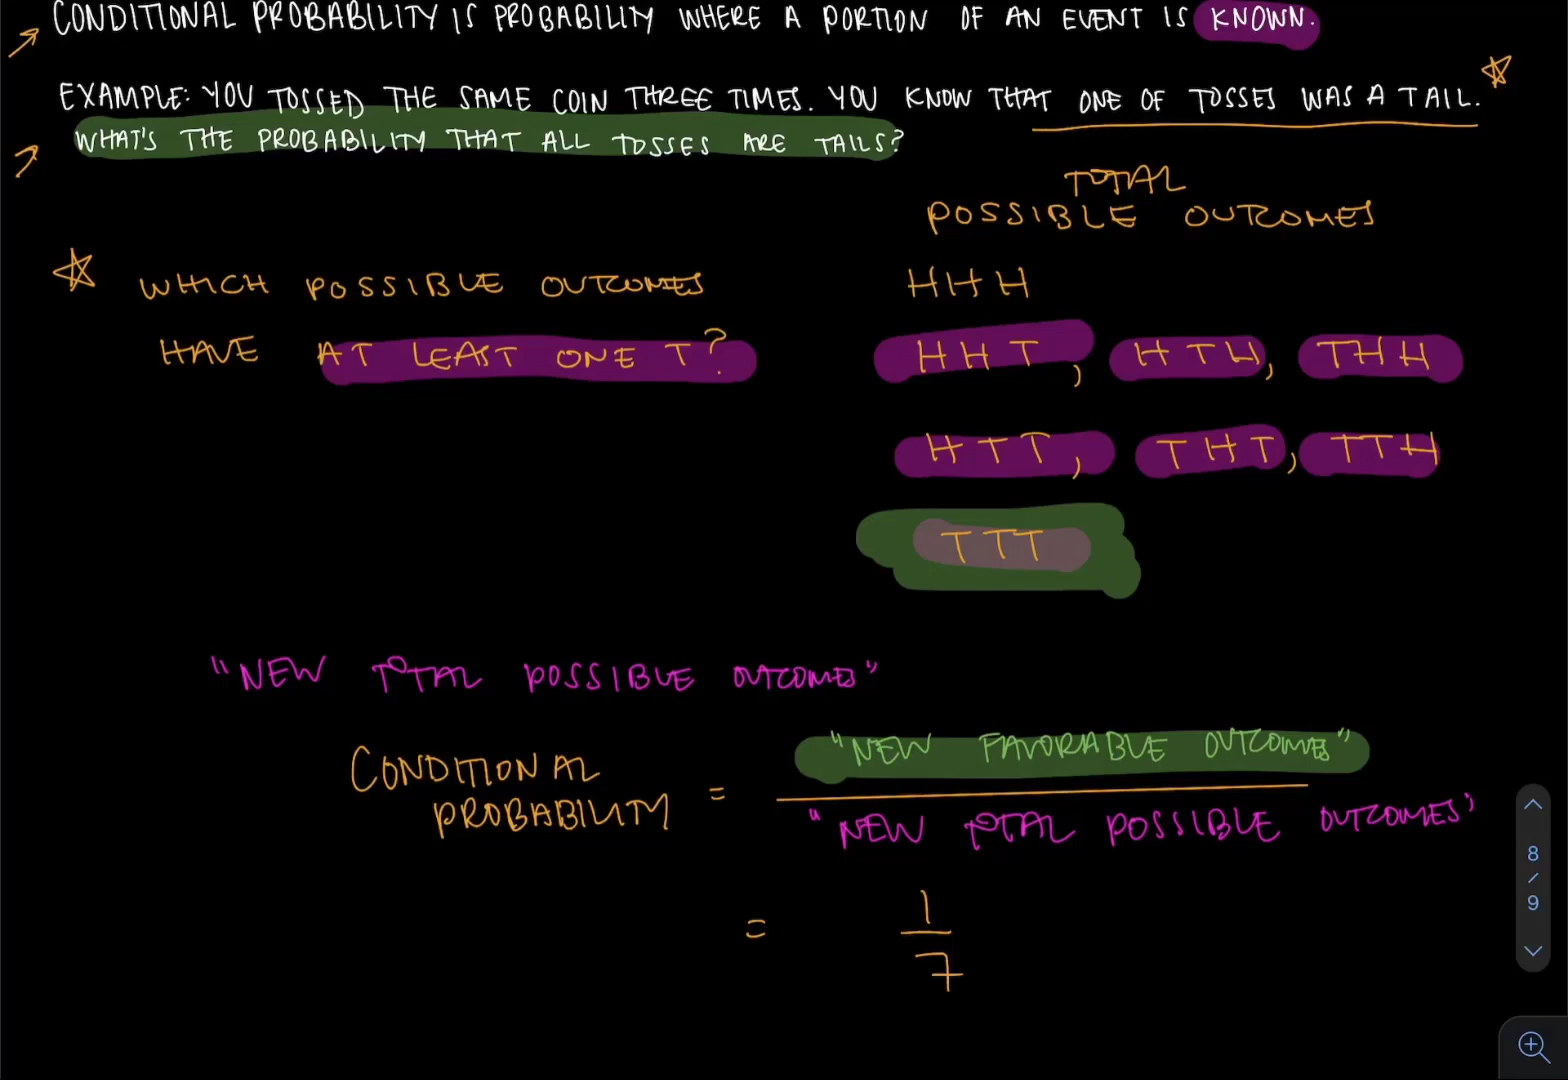 CONDITIONAL PROBABILITY IS PROBABILITY WHERE A PORTION OF AN EVENT IS KNOWN.
EXAMPLE: YOU TOSSED THE SAME COIN THREE TIMES. YOU KNOW THAT ONE OF TOSSES WAS A TAIL.
WHAT'S THE PROBABILITY THAT ALL TOSSES ARE TAILS?
TOTAL
POSSIBLE OUTCOMES
WHICH POSSIBLE OUTCOMES
HAVE AT LEAST ONE T?
HHH
HHT, HTH, THH
HTT, THT, TTH
TTT
"NEW TOTAL POSSIBLE OUTCOMES"
CONDITIONAL
PROBABILITY
=
"NEW FAVORABLE OUTCOMES"
"NEW TOTAL POSSIBLE OUTCOMES"
=
1
7
8
/
9